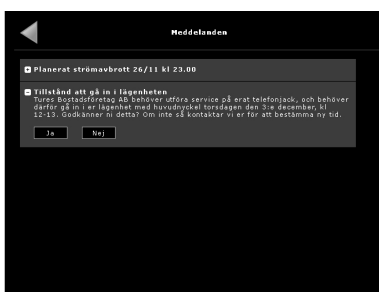 Meddelanden
Planerat strömavbrott 26/11 kl 23.00
Tillstånd att gå in i lägenheten
Tures Bostadsföretag AB behöver utföra service på erat telefonjack, och behöver
därför gå in i er lägenhet med huvudnyckel torsdagen den 3:e december, kl
12-13. Godkänner ni detta? Om inte så kontaktar vi er för att bestämma ny tid.
Ja Nej